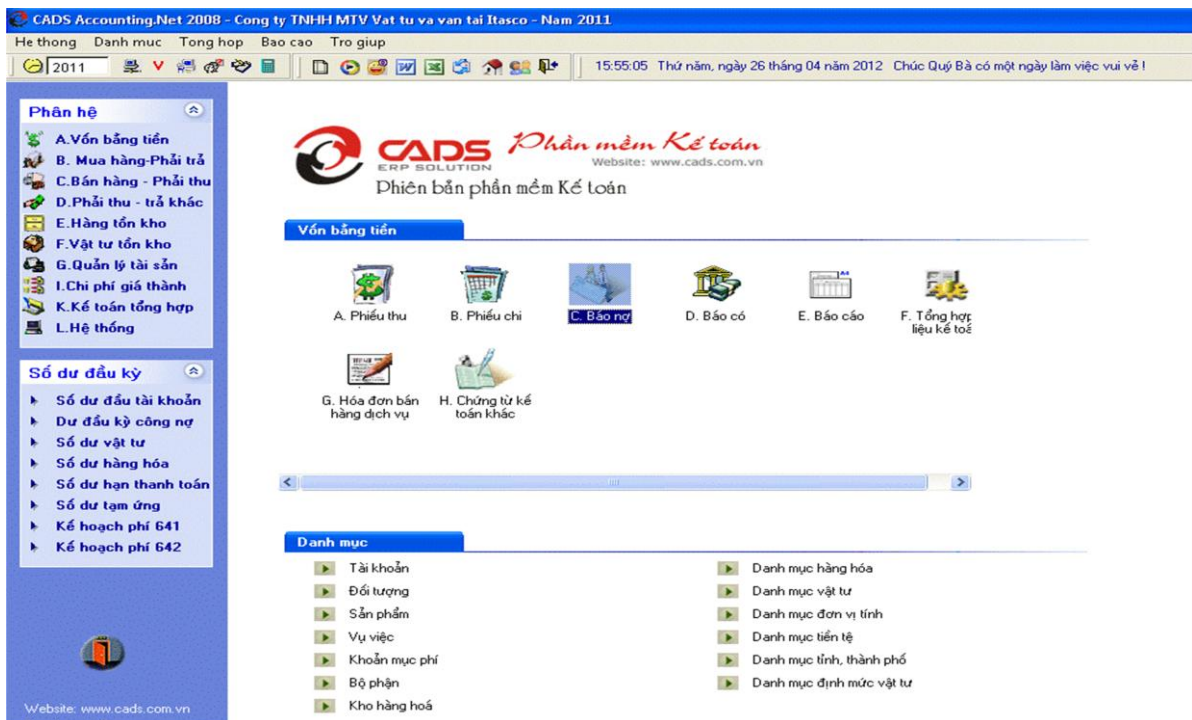 CADS Accounting.Net 2008 - Cong ty TNHH MTV Vat tu va van tai Itasco - Nam 2011
He thong Danh muc Tong hop Bao cao Tro giup
2011 15:55:05 Thứ năm, ngày 26 tháng 04 năm 2012 Chúc Quý Bà có một ngày làm việc vui vẻ !
Phân hệ
A.Vốn bằng tiền
B. Mua hàng-Phải trả
C.Bán hàng - Phải thu
D.Phải thu - trả khác
E.Hàng tồn kho
F.Vật tư tồn kho
G.Quản lý tài sản
I.Chi phí giá thành
K.Kế toán tổng hợp
L.Hệ thống
Số dư đầu kỳ
Số dư đầu tài khoản
Dư đầu kỳ công nợ
Số dư vật tư
Số dư hàng hóa
Số dư hạn thanh toán
Số dư tạm ứng
Kế hoạch phí 641
Kế hoạch phí 642
Website: www.cads.com.vn
CADS Phần mềm Kế toán
ERP SOLUTION Website: www.cads.com.vn
Phiên bản phần mềm Kế toán
Vốn bằng tiền
A. Phiếu thu B. Phiếu chi C. Báo nợ D. Báo có E. Báo cáo F. Tổng hợp
liệu kế toá
G. Hóa đơn bán H. Chứng từ kế
hàng dịch vụ toán khác
Danh mục
Tài khoản Danh mục hàng hóa
Đối tượng Danh mục vật tư
Sản phẩm Danh mục đơn vị tính
Vụ việc Danh mục tiền tệ
Khoản mục phí Danh mục tỉnh, thành phố
Bộ phận Danh mục định mức vật tư
Kho hàng hoá